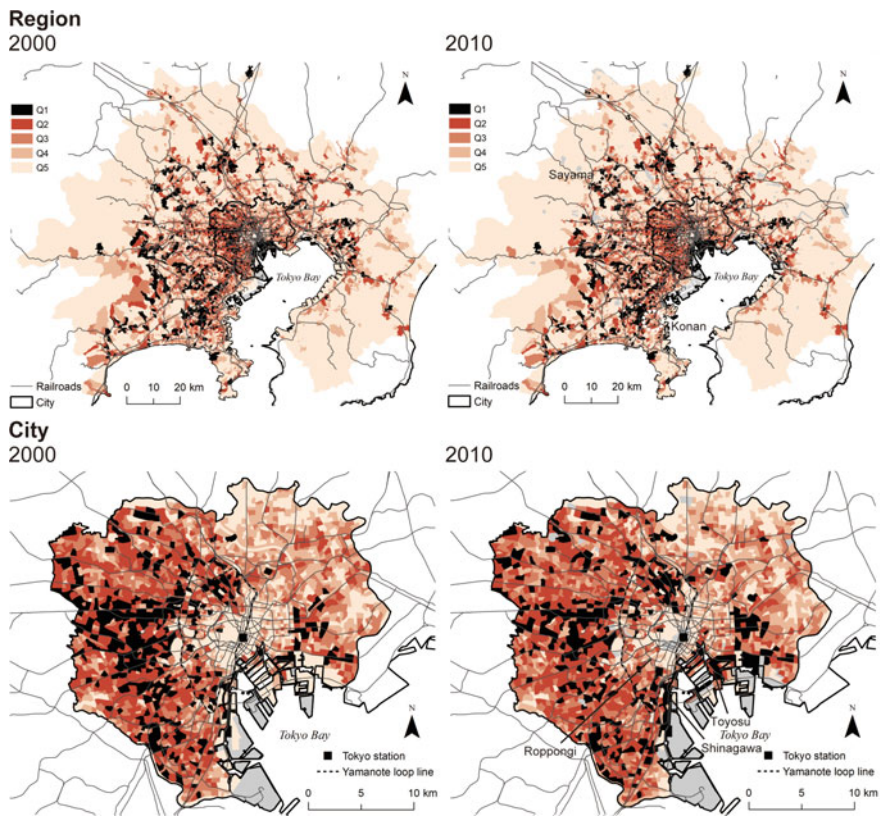 Region
2000
2010
N
N
Q1
Q2
Q3
Q4
Q5
Q1
Q2
Q3
Q4
Q5
Sayama
Tokyo Bay
Tokyo Bay
Konan
Railroads
City
0 10 20 km
Railroads
City
0 10 20 km
City
2000
2010
N
N
Tokyo Bay
Toyosu
Tokyo Bay
Roppongi
Shinagawa
Tokyo station
Yamanote loop line
0 5 10 km
Tokyo station
Yamanote loop line
0 5 10 km